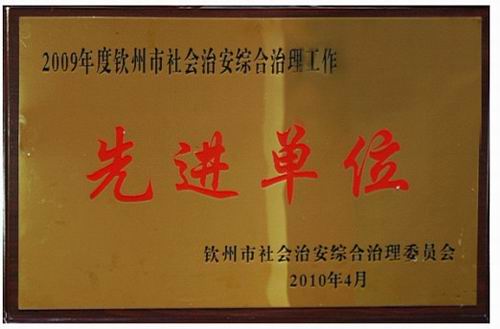 2009年度钦州市社会治安综合治理工作
先进单位
钦州市社会治安综合治理委员会
2010年4月